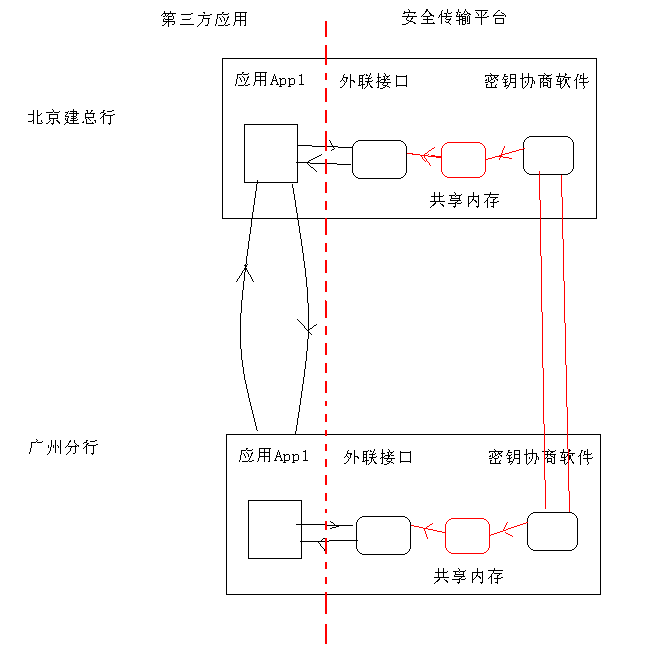 第三方应用
安全传输平台
应用App1
外联接口
密钥协商软件
北京建总行
共享内存
广州分行
应用App1
外联接口
密钥协商软件
共享内存